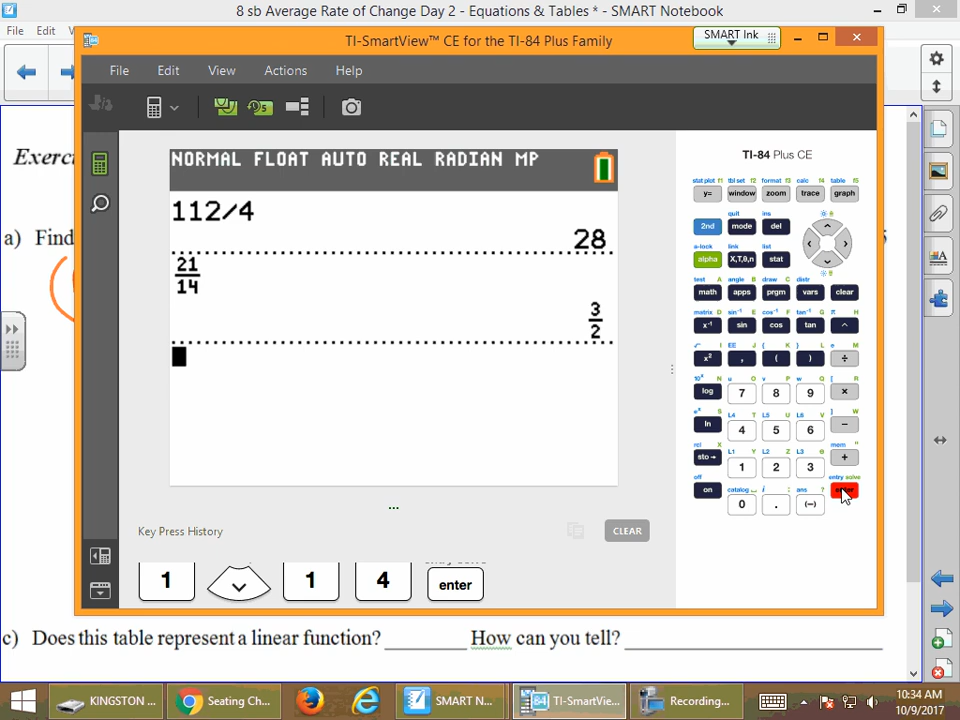 8 sb Average Rate of Change Day 2 - Equations & Tables * - SMART Notebook
File Edit
TI-SmartView™ CE for the TI-84 Plus Family
SMART Ink
File Edit View Actions Help
NORMAL FLOAT AUTO REAL RADIAN MP
112/4
28
21
14
3
2
Exerc
a) Find
...
Key Press History
CLEAR
1 1 4 enter
TI-84 Plus CE
stat plot f1 tbl set f2 format f3 calc f4 table f5
y= window zoom trace graph
quit ins
2nd mode del
a-lock link list
alpha X,T,θ,n stat
test A angle B draw C distr
math apps prgm vars clear
matrix D sin⁻¹ E cos⁻¹ F tan⁻¹ G π H
x⁻¹ sin cos tan ^
√ I EE J { K } L e M
x² , ( ) ÷
10ˣ N u O v P w Q [ R
log 7 8 9 ×
eˣ S L4 T L5 U L6 V ] W
ln 4 5 6 −
rcl X L1 Y L2 Z L3 θ mem "
sto→ 1 2 3 +
off catalog i : ans ? entry solve
on 0 . (−) enter
c) Does this table represent a linear function? ________ How can you tell? ________________________
KINGSTON ... Seating Ch... SMART N... TI-SmartVie... Recording...
10:34 AM
10/9/2017